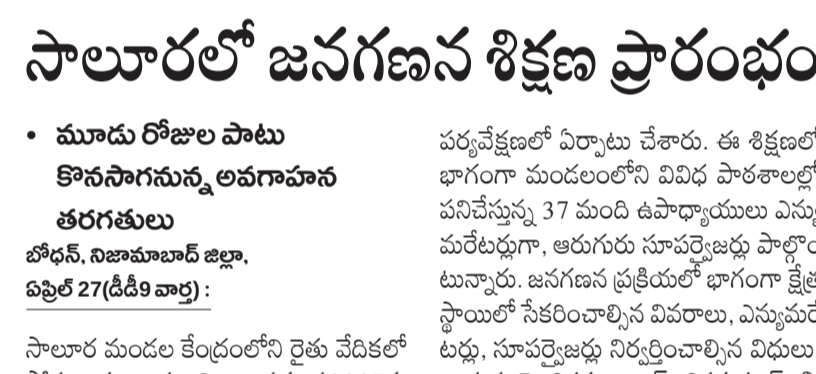 సాలూరలో జనగణన శిక్షణ ప్రారంభం
• మూడు రోజుల పాటు
కొనసాగనున్న అవగాహన
తరగతులు
బోధన్, నిజామాబాద్ జిల్లా,
ఏప్రిల్ 27(డీడీ9 వార్త) :
సాలూర మండల కేంద్రంలోని రైతు వేదికలో
పర్యవేక్షణలో ఏర్పాటు చేశారు. ఈ శిక్షణలో
భాగంగా మండలంలోని వివిధ పాఠశాలల్లో
పనిచేస్తున్న 37 మంది ఉపాధ్యాయులు ఎన్యు
మరేటర్లుగా, ఆరుగురు సూపర్వైజర్లు పాల్గొం
టున్నారు. జనగణన ప్రక్రియలో భాగంగా క్షేత్ర
స్థాయిలో సేకరించాల్సిన వివరాలు, ఎన్యుమరే
టర్లు, సూపర్వైజర్లు నిర్వర్తించాల్సిన విధులు